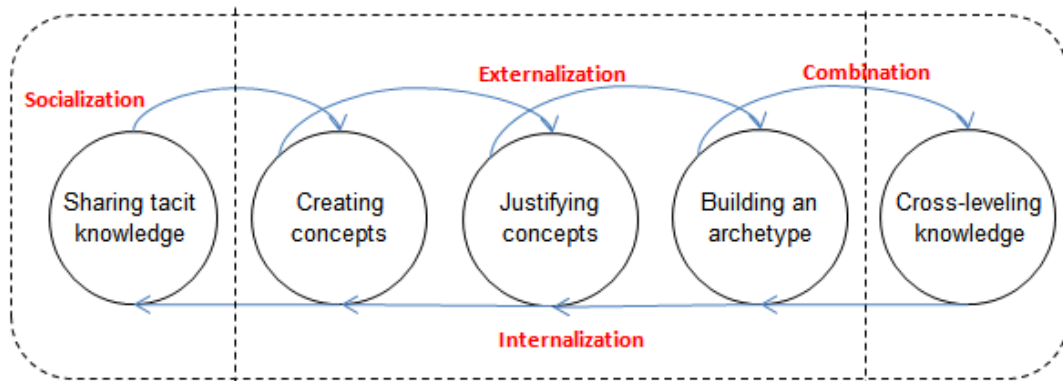 Socialization
Externalization
Combination
Sharing tacit
knowledge
Creating
concepts
Justifying
concepts
Building an
archetype
Cross-leveling
knowledge
Internalization